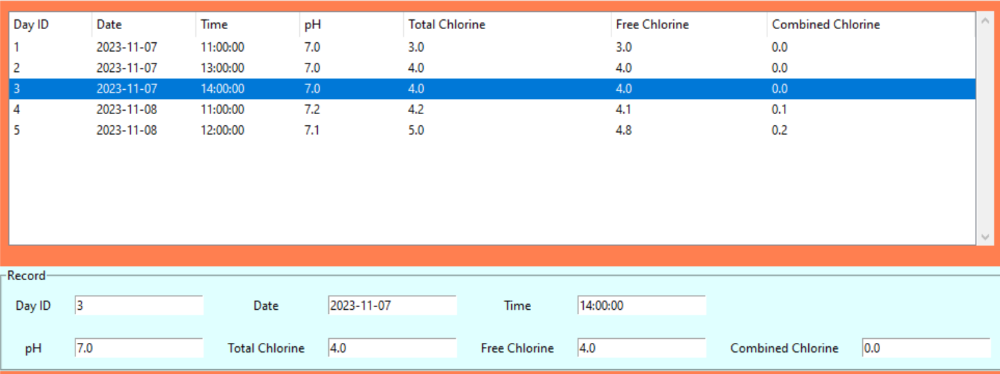 Day ID Date Time pH Total Chlorine Free Chlorine Combined Chlorine
1 2023-11-07 11:00:00 7.0 3.0 3.0 0.0
2 2023-11-07 13:00:00 7.0 4.0 4.0 0.0
3 2023-11-07 14:00:00 7.0 4.0 4.0 0.0
4 2023-11-08 11:00:00 7.2 4.2 4.1 0.1
5 2023-11-08 12:00:00 7.1 5.0 4.8 0.2
Record
Day ID 3 Date 2023-11-07 Time 14:00:00
pH 7.0 Total Chlorine 4.0 Free Chlorine 4.0 Combined Chlorine 0.0